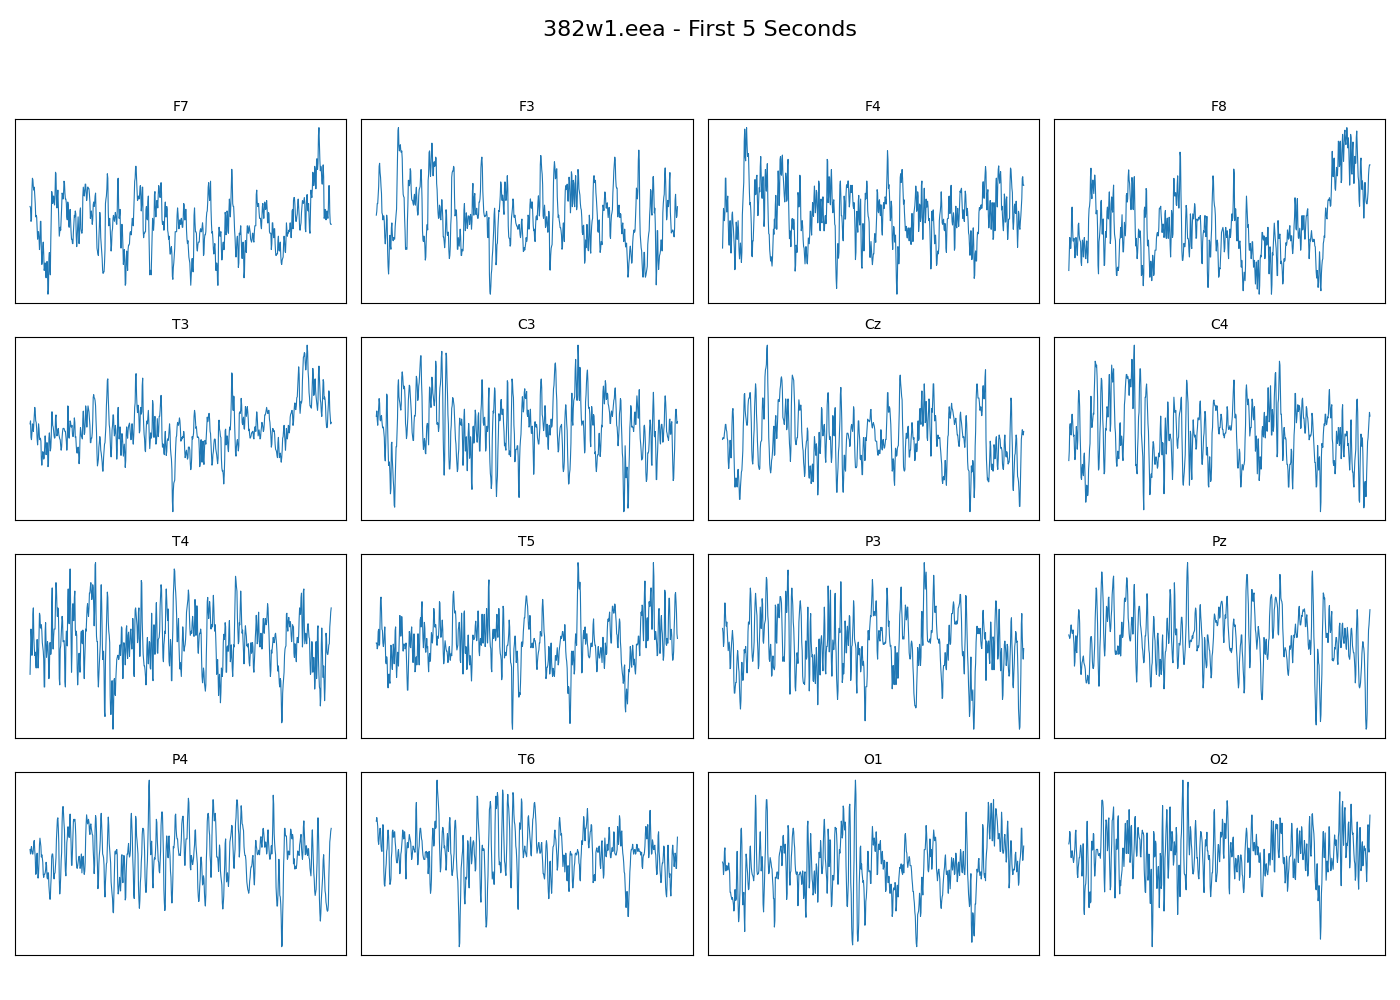 382w1.eea - First 5 Seconds
F7 F3 F4 F8
T3 C3 Cz C4
T4 T5 P3 Pz
P4 T6 O1 O2